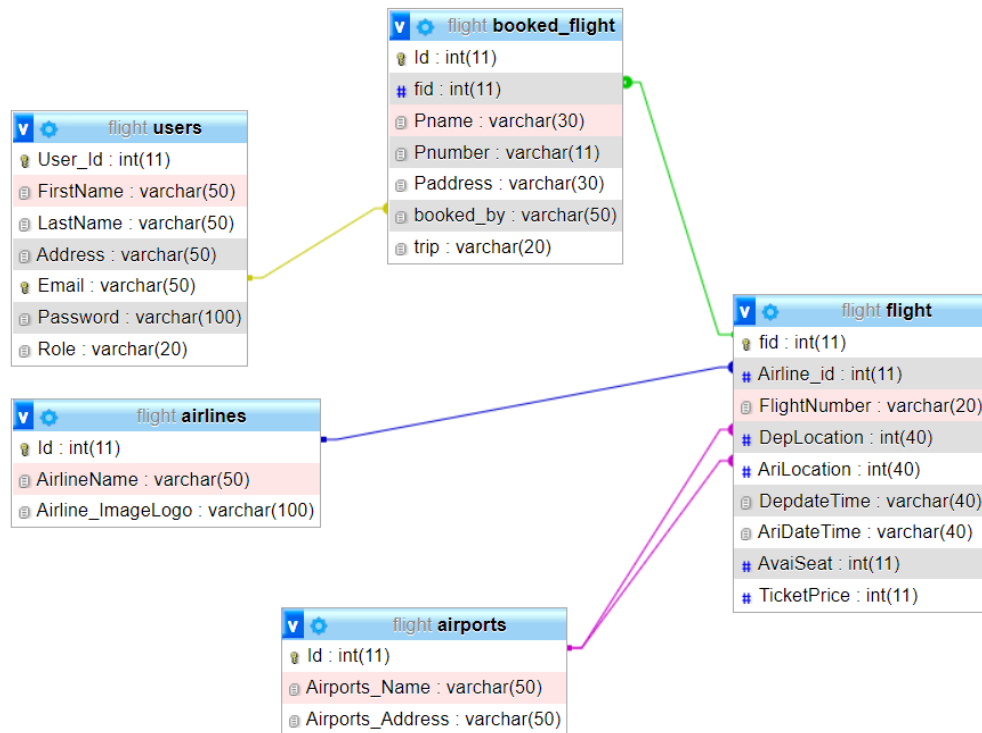 flight booked_flight
Id : int(11)
fid : int(11)
Pname : varchar(30)
Pnumber : varchar(11)
Paddress : varchar(30)
booked_by : varchar(50)
trip : varchar(20)
flight users
User_Id : int(11)
FirstName : varchar(50)
LastName : varchar(50)
Address : varchar(50)
Email : varchar(50)
Password : varchar(100)
Role : varchar(20)
flight flight
fid : int(11)
Airline_id : int(11)
FlightNumber : varchar(20)
DepLocation : int(40)
AriLocation : int(40)
DepdateTime : varchar(40)
AriDateTime : varchar(40)
AvaiSeat : int(11)
TicketPrice : int(11)
flight airlines
Id : int(11)
AirlineName : varchar(50)
Airline_ImageLogo : varchar(100)
flight airports
Id : int(11)
Airports_Name : varchar(50)
Airports_Address : varchar(50)